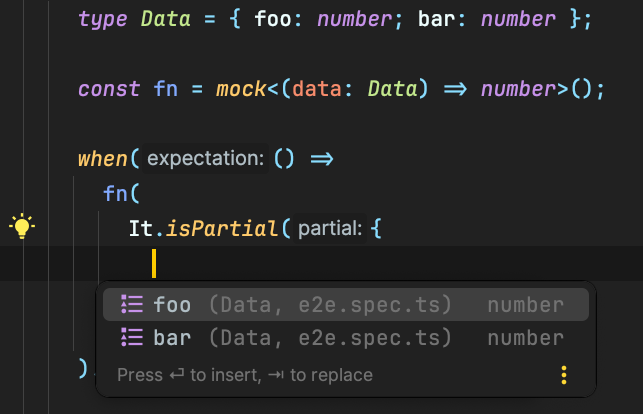 type Data = { foo: number; bar: number };
const fn = mock<(data: Data) => number>();
when( expectation: () =>
fn(
It.isPartial( partial: {
foo (Data, e2e.spec.ts) number
bar (Data, e2e.spec.ts) number
)
Press ↵ to insert, ⇥ to replace